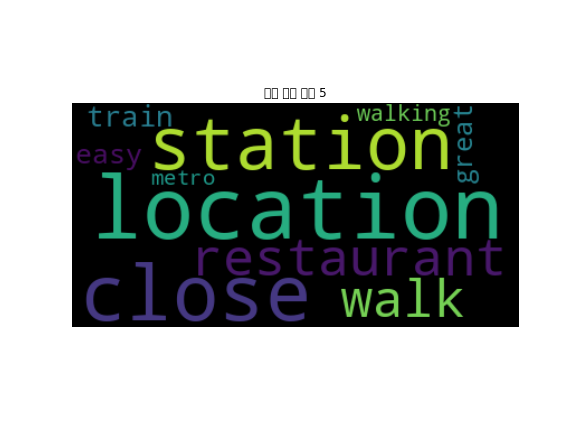 5
train
walking
great
station
easy
metro
location
restaurant
close
walk